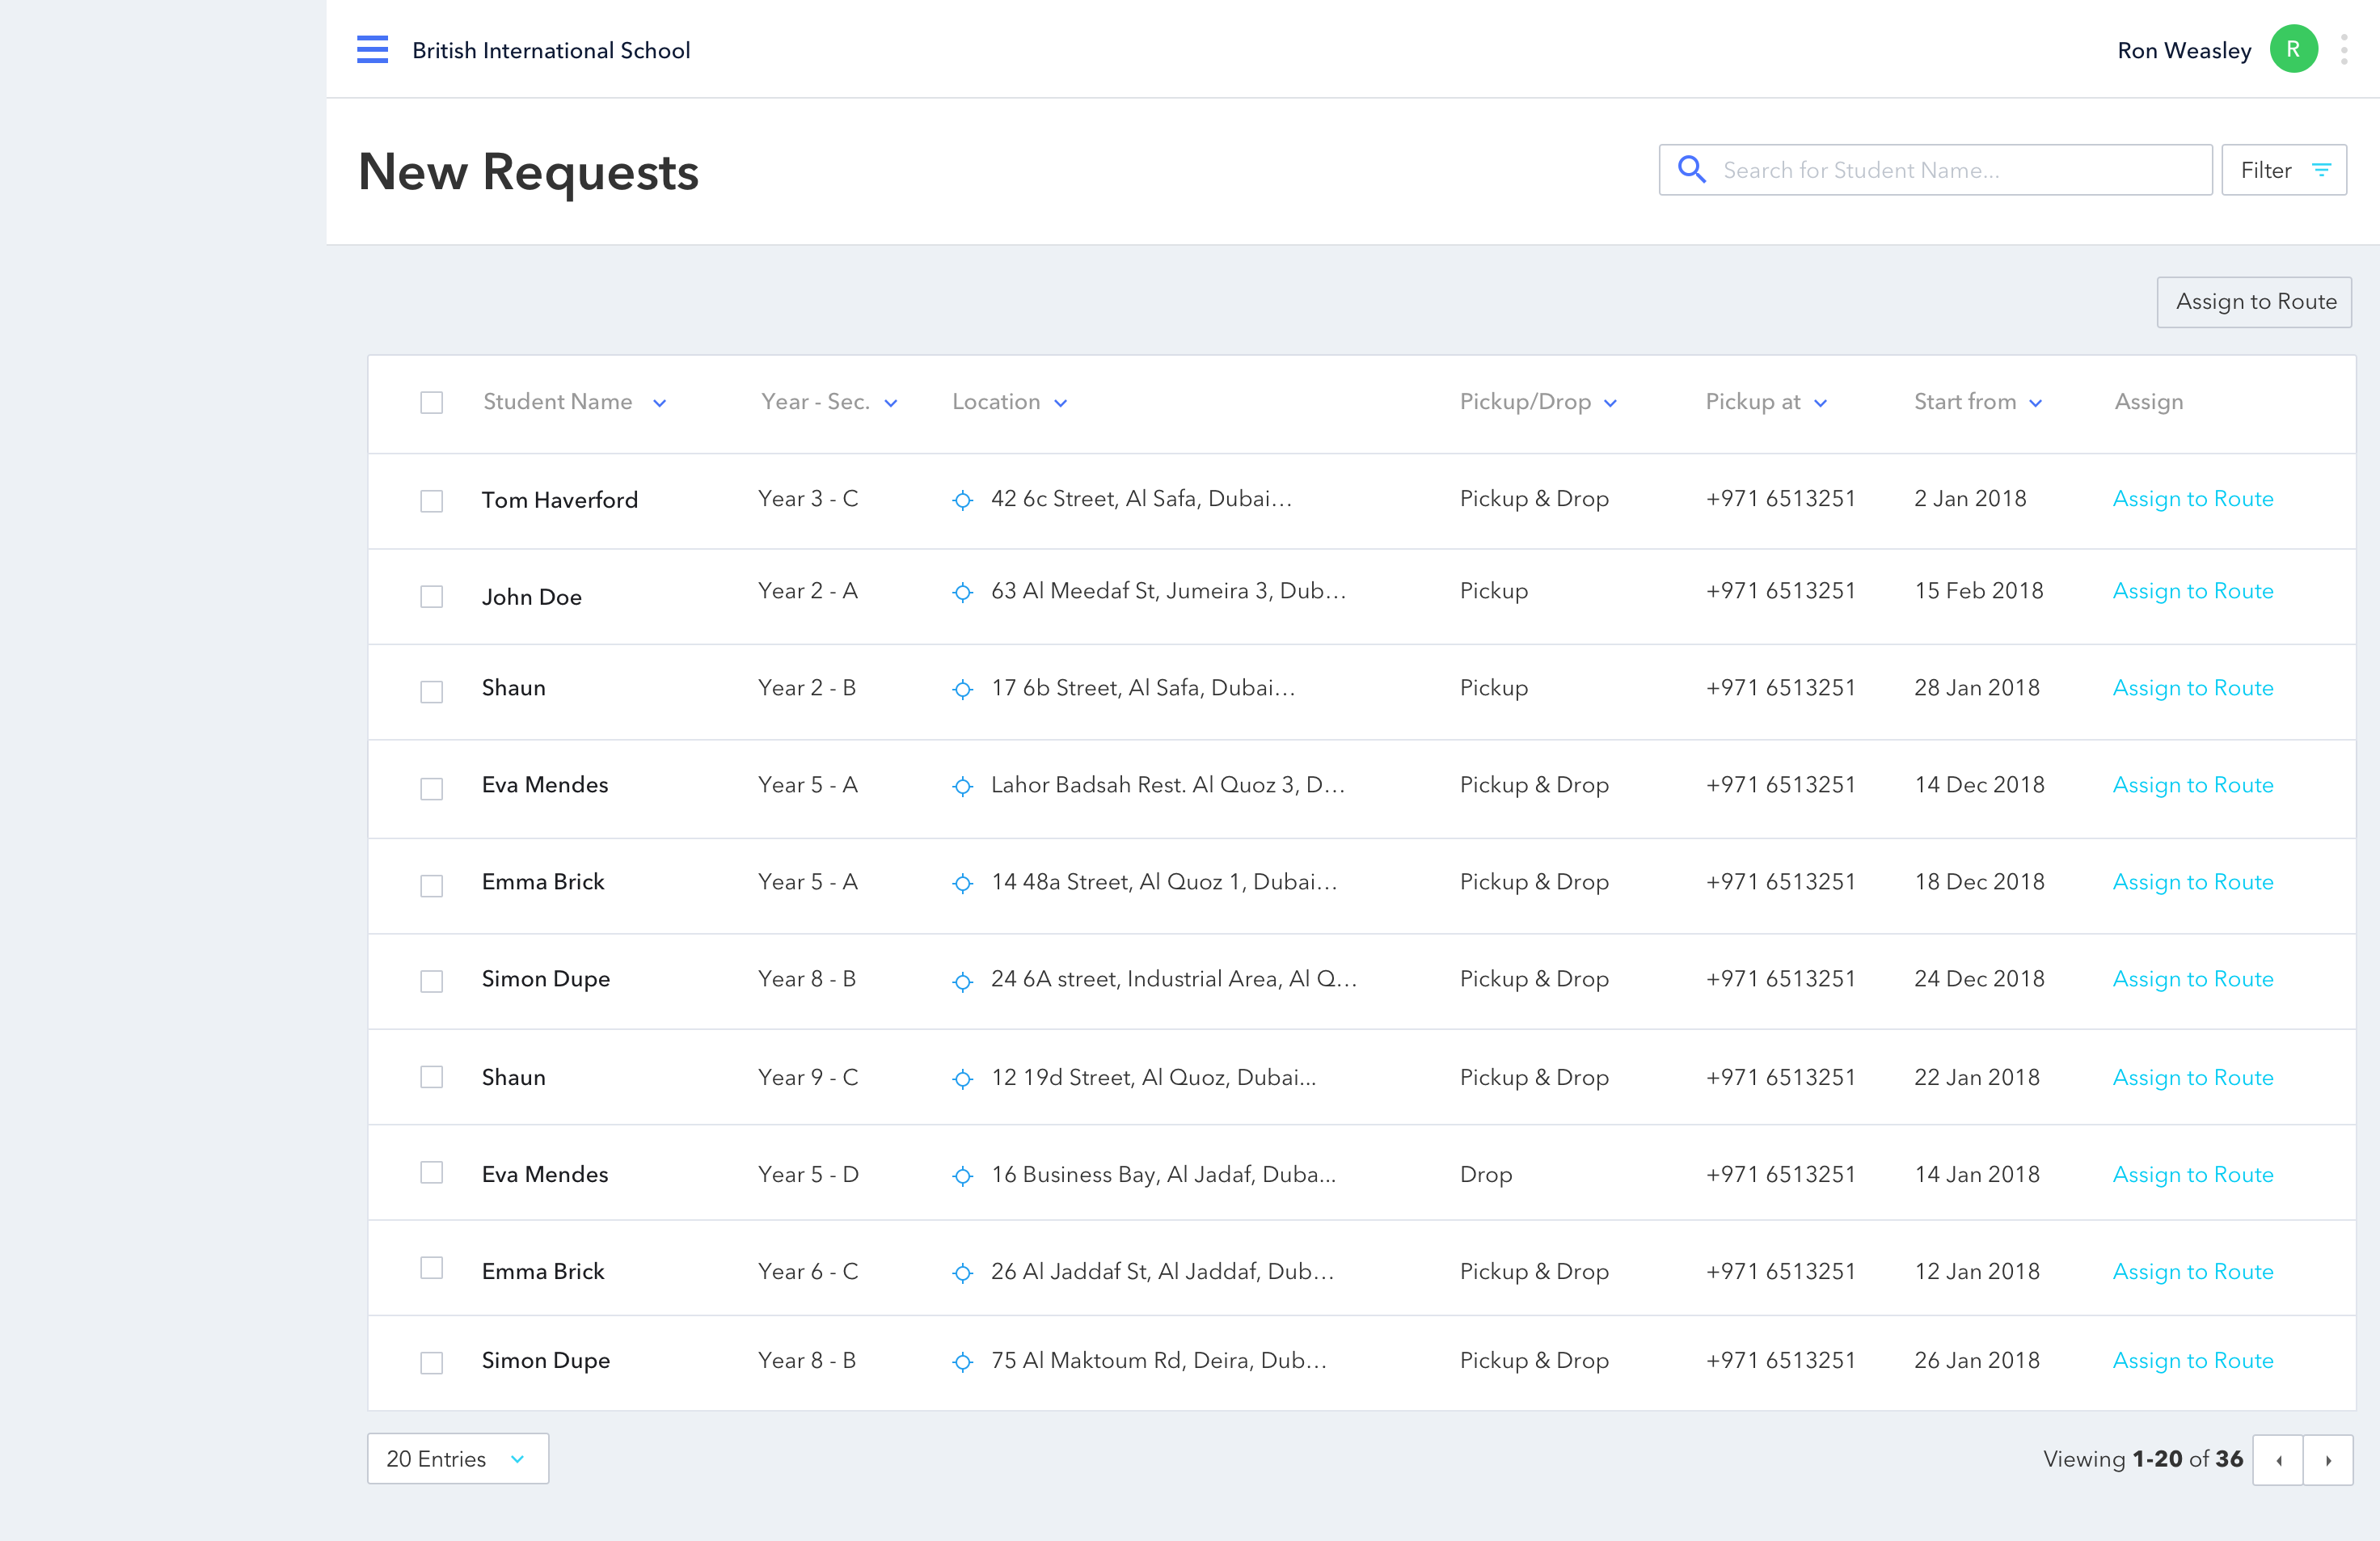 British International School Ron Weasley R
New Requests Search for Student Name... Filter
Assign to Route
Student Name Year - Sec. Location Pickup/Drop Pickup at Start from Assign
Tom Haverford Year 3 - C 42 6c Street, Al Safa, Dubai... Pickup & Drop +971 6513251 2 Jan 2018 Assign to Route
John Doe Year 2 - A 63 Al Meedaf St, Jumeira 3, Dub... Pickup +971 6513251 15 Feb 2018 Assign to Route
Shaun Year 2 - B 17 6b Street, Al Safa, Dubai... Pickup +971 6513251 28 Jan 2018 Assign to Route
Eva Mendes Year 5 - A Lahor Badsah Rest. Al Quoz 3, D... Pickup & Drop +971 6513251 14 Dec 2018 Assign to Route
Emma Brick Year 5 - A 14 48a Street, Al Quoz 1, Dubai... Pickup & Drop +971 6513251 18 Dec 2018 Assign to Route
Simon Dupe Year 8 - B 24 6A street, Industrial Area, Al Q... Pickup & Drop +971 6513251 24 Dec 2018 Assign to Route
Shaun Year 9 - C 12 19d Street, Al Quoz, Dubai... Pickup & Drop +971 6513251 22 Jan 2018 Assign to Route
Eva Mendes Year 5 - D 16 Business Bay, Al Jadaf, Duba... Drop +971 6513251 14 Jan 2018 Assign to Route
Emma Brick Year 6 - C 26 Al Jaddaf St, Al Jaddaf, Dub... Pickup & Drop +971 6513251 12 Jan 2018 Assign to Route
Simon Dupe Year 8 - B 75 Al Maktoum Rd, Deira, Dub... Pickup & Drop +971 6513251 26 Jan 2018 Assign to Route
20 Entries Viewing 1-20 of 36